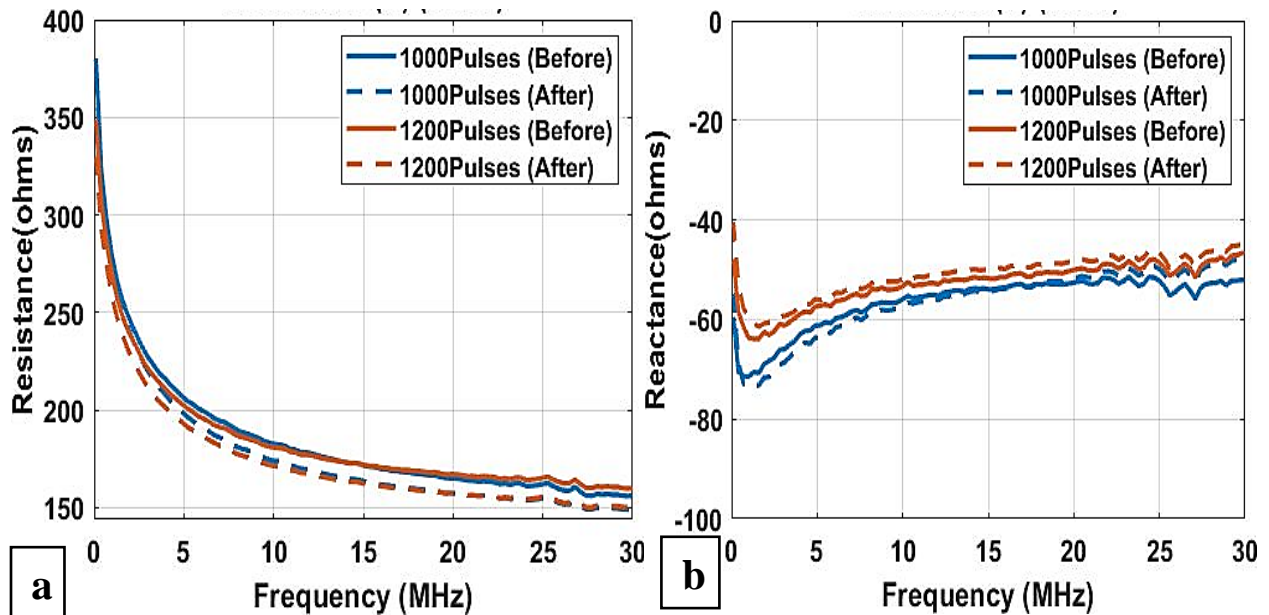 400
350
300
250
200
150
Resistance(ohms)
1000Pulses (Before)
1000Pulses (After)
1200Pulses (Before)
1200Pulses (After)
0 5 10 15 20 25 30
Frequency (MHz)
a
0
-20
-40
-60
-80
-100
Reactance(ohms)
1000Pulses (Before)
1000Pulses (After)
1200Pulses (Before)
1200Pulses (After)
0 5 10 15 20 25 30
Frequency (MHz)
b